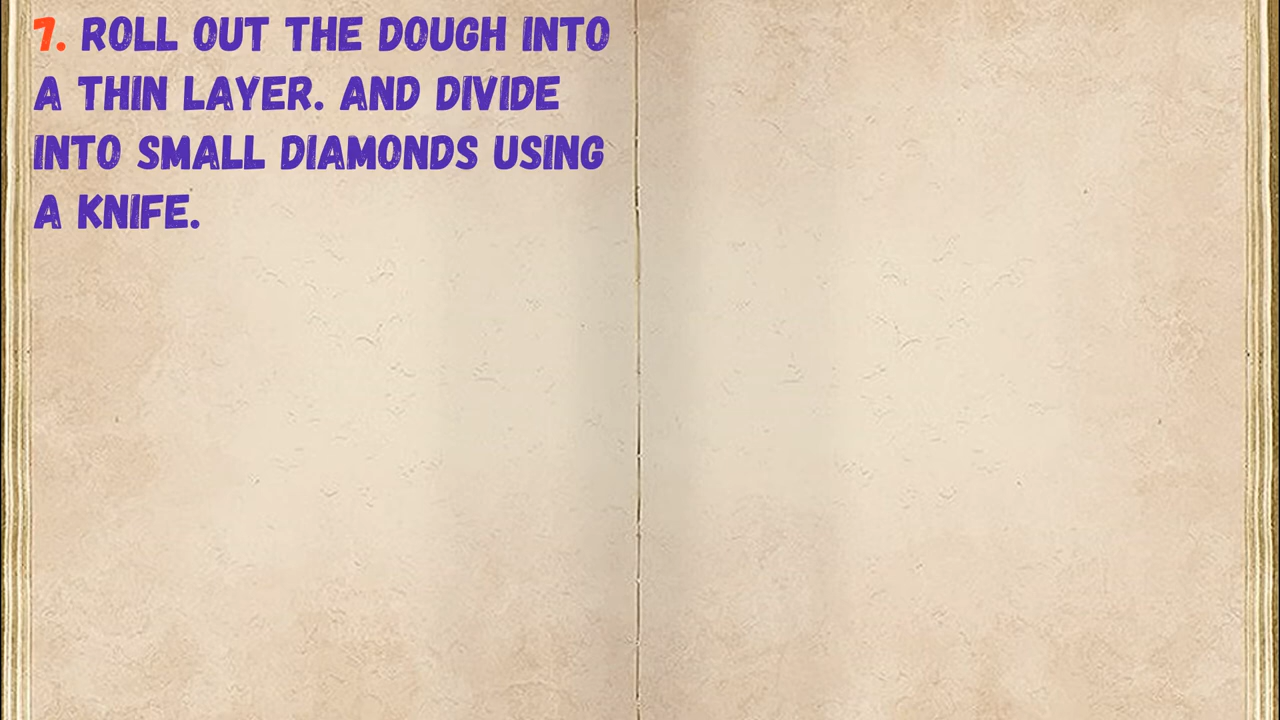 7. ROLL OUT THE DOUGH INTO
A THIN LAYER. AND DIVIDE
INTO SMALL DIAMONDS USING
A KNIFE.